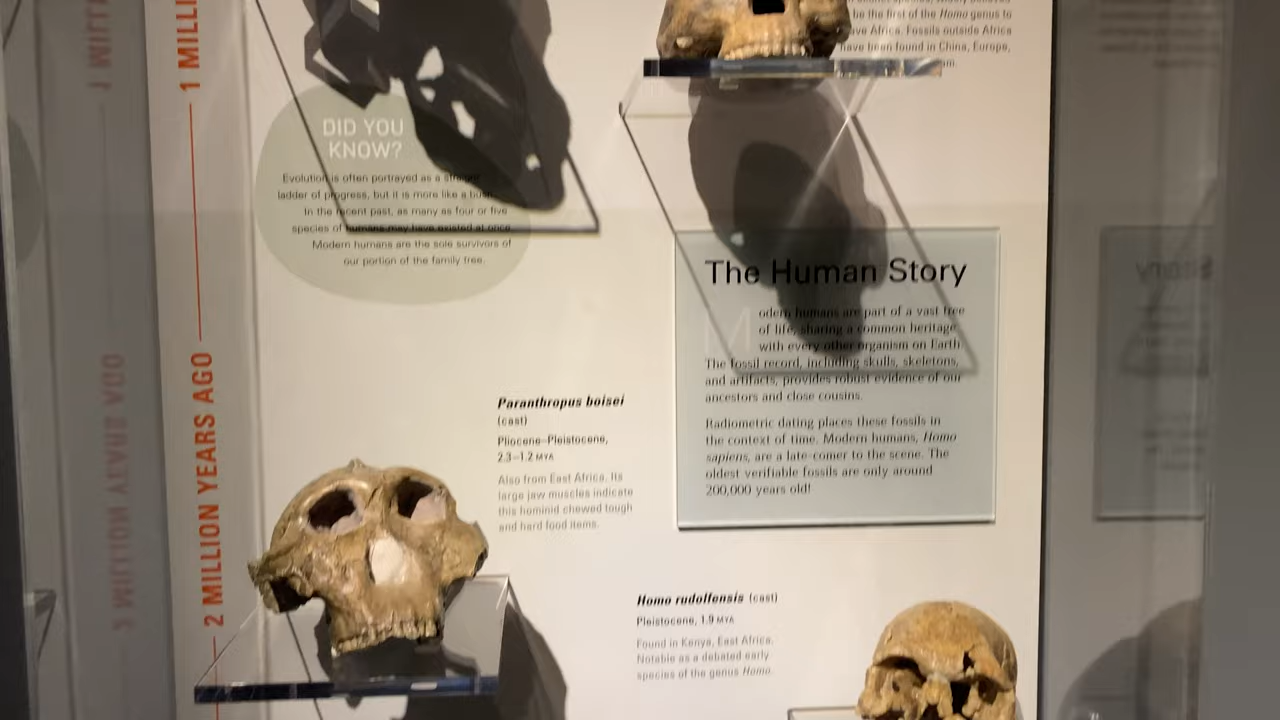 1 MILLI
2 MILLION YEARS AGO
be the first of the Homo genus to
Africa. Fossils outside Africa
have been found in China, Europe,
DID YOU
KNOW?
Evolution is often portrayed as a
ladder of progress, but it is more like a bush.
In the recent past, as many as four or five
species of humans may have existed at once
Modern humans are the sole survivors of
our portion of the family tree.
The Human Story
Modern humans are part of a vast tree
of life, sharing a common heritage
with every other organism on Earth
The fossil record, including skulls, skeletons,
and artifacts, provides robust evidence of our
ancestors and close cousins.
Radiometric dating places these fossils in
the context of time. Modern humans, Homo
sapiens, are a late-comer to the scene. The
oldest verifiable fossils are only around
200,000 years old!
Paranthropus boisei
(cast)
Pliocene–Pleistocene,
2.3–1.2 MYA
Also from East Africa. Its
large jaw muscles indicate
this hominid chewed tough
and hard food items.
Homo rudolfensis (cast)
Pleistocene, 1.9 MYA
Found in Kenya, East Africa.
Notable as a debated early
species of the genus Homo.